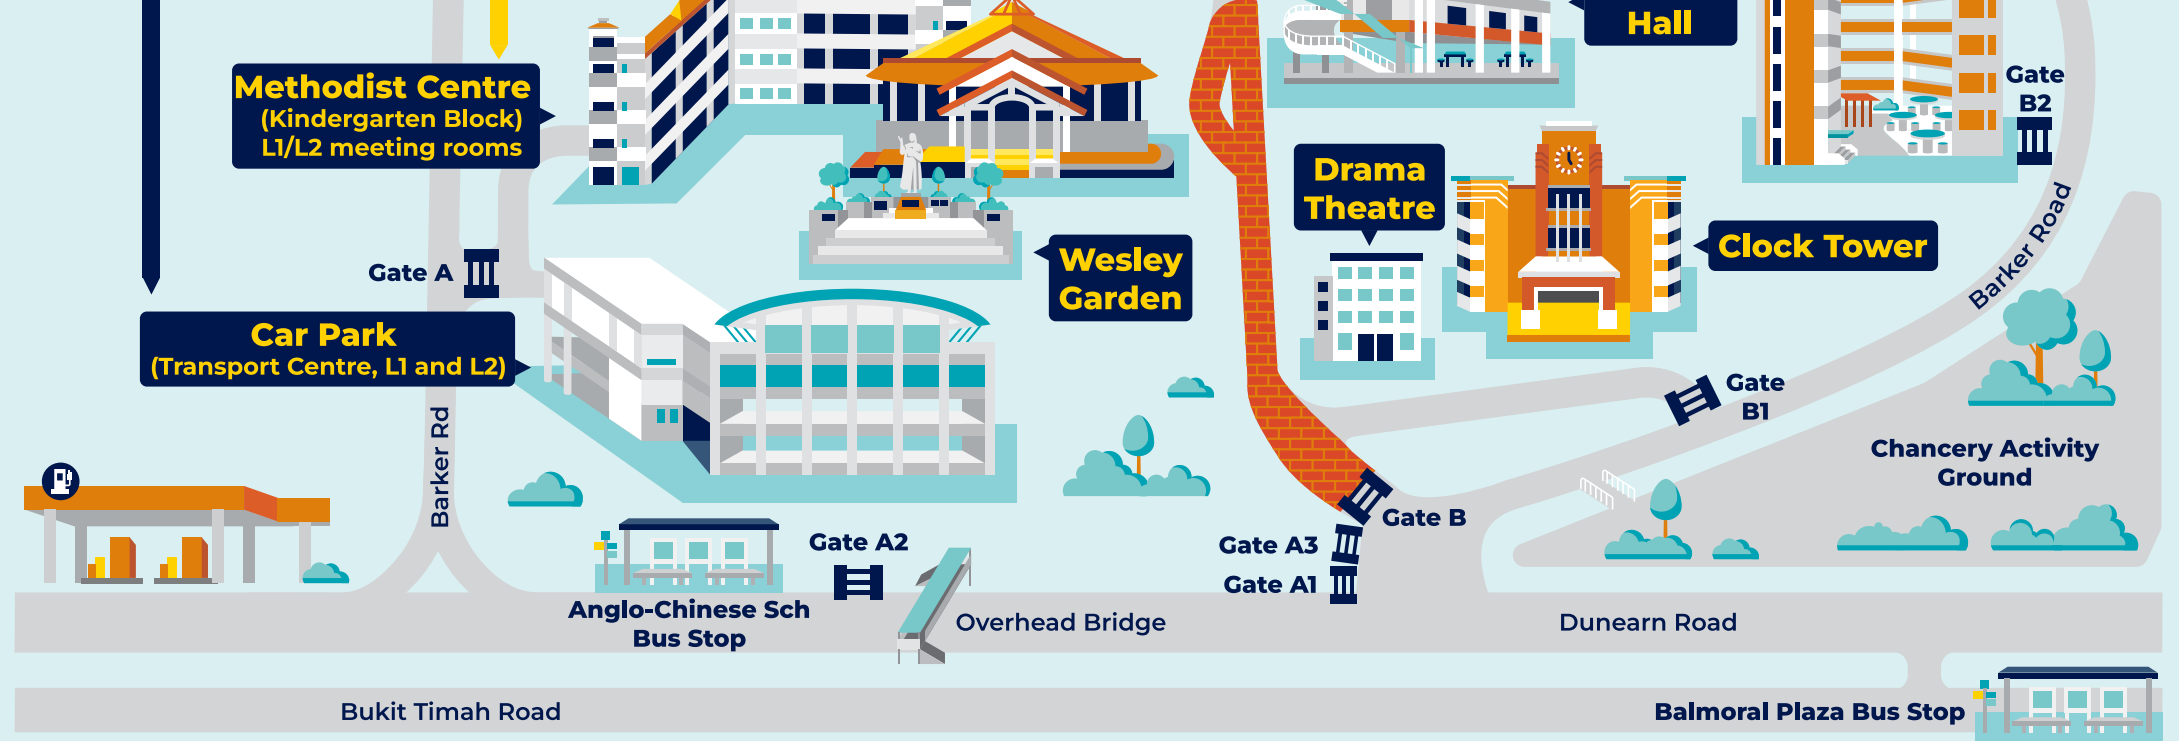 Hall
Methodist Centre
(Kindergarten Block)
L1/L2 meeting rooms
Gate
B2
Drama
Theatre
Clock Tower
Wesley
Garden
Gate A
Barker Road
Car Park
(Transport Centre, L1 and L2)
Gate
B1
Barker Rd
Chancery Activity
Ground
Gate B
Gate A2
Gate A3
Gate A1
Anglo-Chinese Sch
Bus Stop
Overhead Bridge
Dunearn Road
Bukit Timah Road
Balmoral Plaza Bus Stop